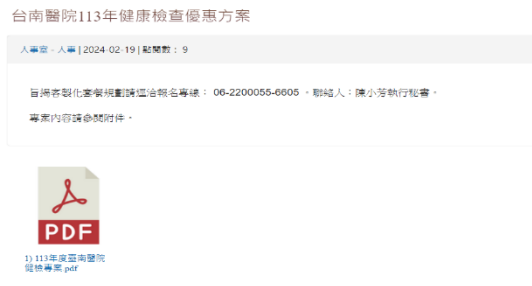 台南醫院113年健康檢查優惠方案
人事室 - 人事 | 2024-02-19 | 點閱數： 9
旨揭客製化套餐規劃請逕洽報名專線： 06-2200055-6605 ，聯絡人：陳小芳執行秘書。
專案內容請參閱附件。
PDF
1) 113年度臺南醫院
健檢專案.pdf